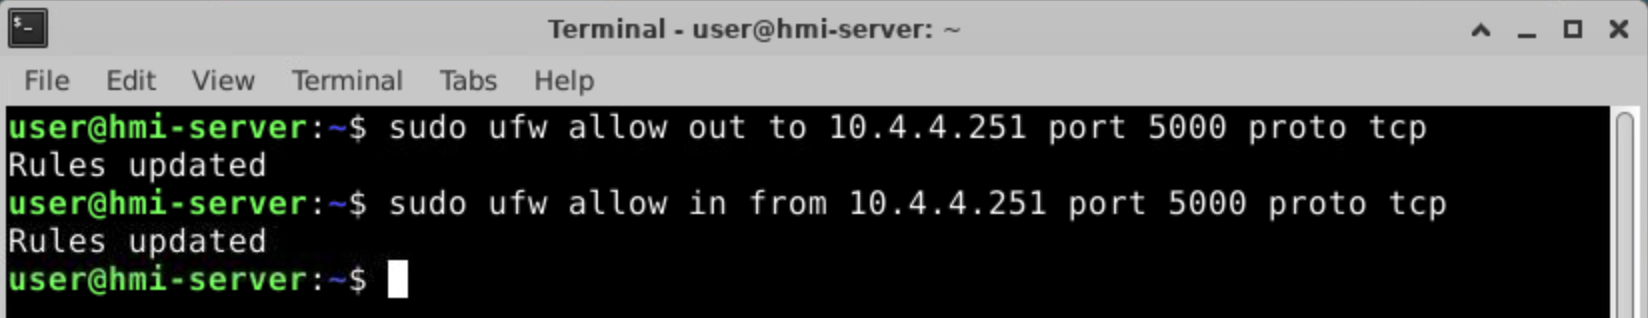 Terminal - user@hmi-server: ~
File Edit View Terminal Tabs Help
user@hmi-server:~$ sudo ufw allow out to 10.4.4.251 port 5000 proto tcp
Rules updated
user@hmi-server:~$ sudo ufw allow in from 10.4.4.251 port 5000 proto tcp
Rules updated
user@hmi-server:~$